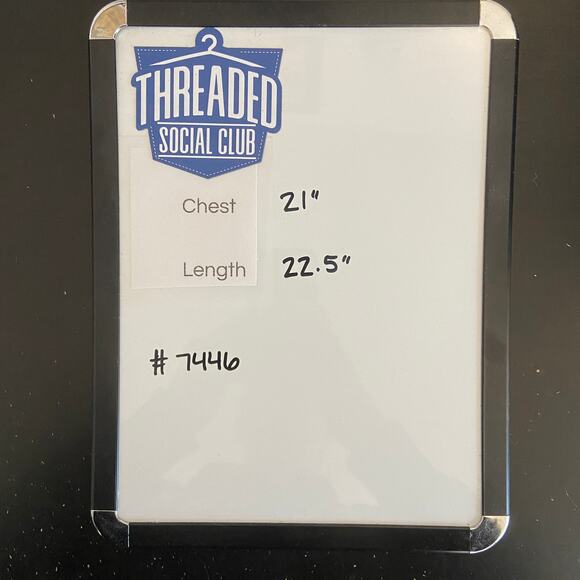 THREADED
SOCIAL CLUB
Chest 21"
Length 22.5"
# 7446